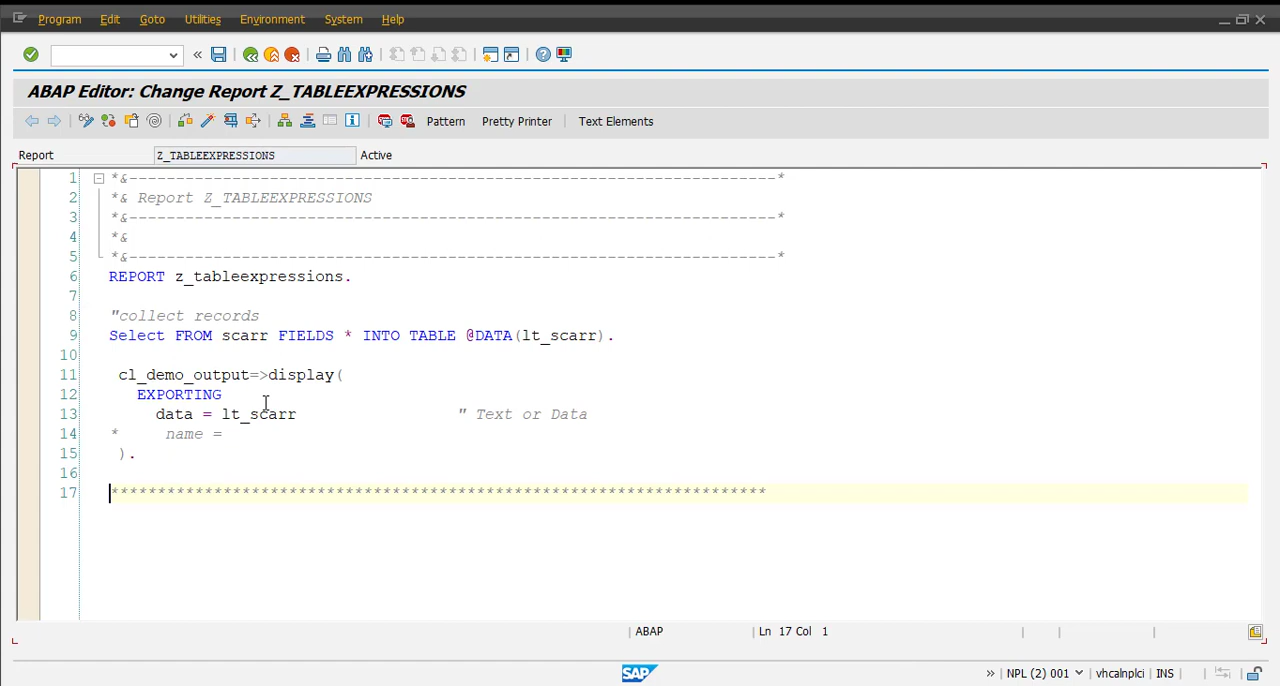 Program Edit Goto Utilities Environment System Help
ABAP Editor: Change Report Z_TABLEEXPRESSIONS
Pattern Pretty Printer Text Elements
Report Z_TABLEEXPRESSIONS Active
1 *&---------------------------------------------------------------------*
2 *& Report Z_TABLEEXPRESSIONS
3 *&---------------------------------------------------------------------*
4 *&
5 *&---------------------------------------------------------------------*
6 REPORT z_tableexpressions.
7
8 "collect records
9 Select FROM scarr FIELDS * INTO TABLE @DATA(lt_scarr).
10
11 cl_demo_output=>display(
12 EXPORTING
13 data = lt_scarr " Text or Data
14 * name =
15 ).
16
17 **********************************************************************
ABAP Ln 17 Col 1
SAP » NPL (2) 001 vhcalnplci INS